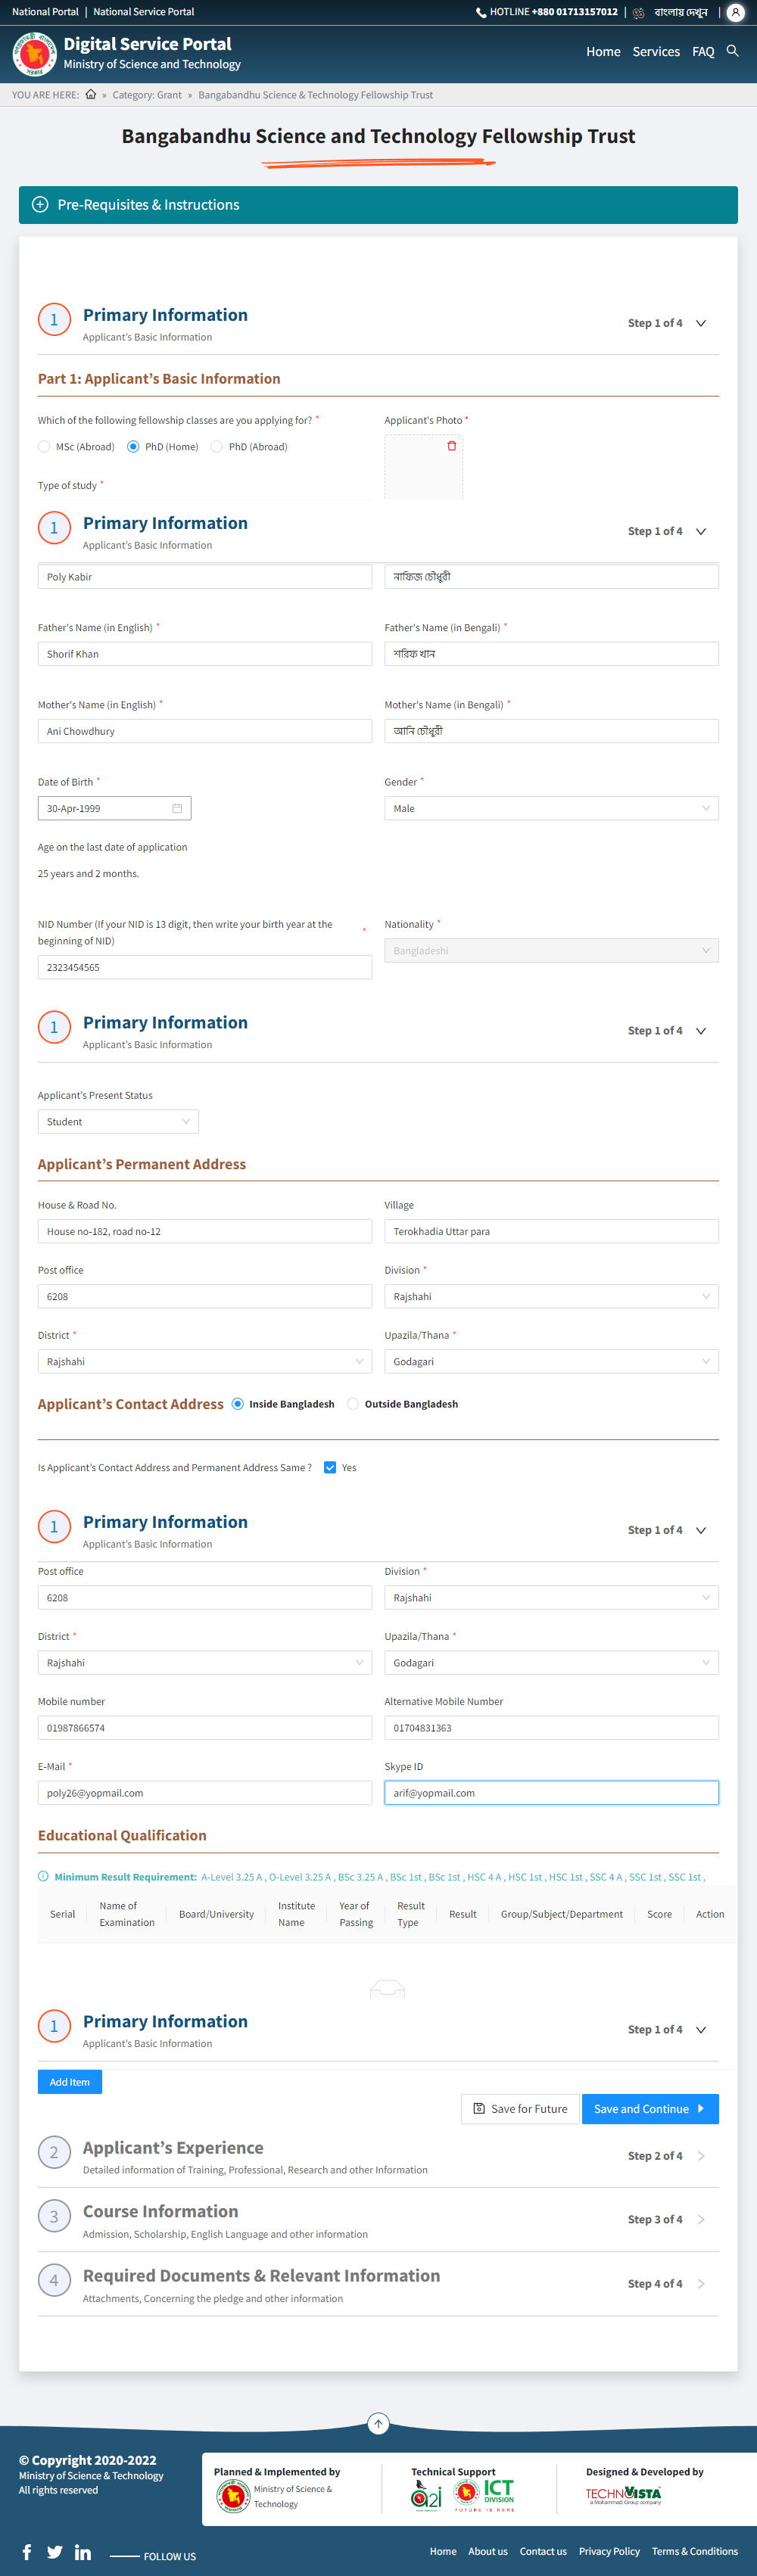 National Portal | National Service Portal
HOTLINE +880 01713157012 | বাংলায় দেখুন |
Digital Service Portal
Ministry of Science and Technology
Home Services FAQ
YOU ARE HERE: » Category: Grant » Bangabandhu Science & Technology Fellowship Trust
Bangabandhu Science and Technology Fellowship Trust
Pre-Requisites & Instructions
1 Primary Information Step 1 of 4
Applicant's Basic Information
Part 1: Applicant's Basic Information
Which of the following fellowship classes are you applying for? * Applicant's Photo *
MSc (Abroad) PhD (Home) PhD (Abroad)
Type of study *
1 Primary Information Step 1 of 4
Applicant's Basic Information
Poly Kabir নাফিজ চৌধুরী
Father's Name (in English) * Father's Name (in Bengali) *
Shorif Khan শরিফ খান
Mother's Name (in English) * Mother's Name (in Bengali) *
Ani Chowdhury আনি চৌধুরী
Date of Birth * Gender *
30-Apr-1999 Male
Age on the last date of application
25 years and 2 months.
NID Number (If your NID is 13 digit, then write your birth year at the * Nationality *
beginning of NID)
Bangladeshi
2323454565
1 Primary Information Step 1 of 4
Applicant's Basic Information
Applicant's Present Status
Student
Applicant's Permanent Address
House & Road No. Village
House no-182, road no-12 Terokhadia Uttar para
Post office Division *
6208 Rajshahi
District * Upazila/Thana *
Rajshahi Godagari
Applicant's Contact Address Inside Bangladesh Outside Bangladesh
Is Applicant's Contact Address and Permanent Address Same ? Yes
1 Primary Information Step 1 of 4
Applicant's Basic Information
Post office Division *
6208 Rajshahi
District * Upazila/Thana *
Rajshahi Godagari
Mobile number Alternative Mobile Number
01987866574 01704831363
E-Mail * Skype ID
poly26@yopmail.com arif@yopmail.com
Educational Qualification
Minimum Result Requirement: A-Level 3.25 A , O-Level 3.25 A , BSc 3.25 A , BSc 1st , BSc 1st , HSC 4 A , HSC 1st , HSC 1st , SSC 4 A , SSC 1st , SSC 1st ,
Serial Name of Examination Board/University Institute Name Year of Passing Result Type Result Group/Subject/Department Score Action
1 Primary Information Step 1 of 4
Applicant's Basic Information
Add Item
Save for Future Save and Continue
2 Applicant's Experience Step 2 of 4
Detailed information of Training, Professional, Research and other Information
3 Course Information Step 3 of 4
Admission, Scholarship, English Language and other information
4 Required Documents & Relevant Information Step 4 of 4
Attachments, Concerning the pledge and other information
© Copyright 2020-2022
Ministry of Science & Technology
All rights reserved
Planned & Implemented by Technical Support Designed & Developed by
Ministry of Science & Technology
a2i ICT DIVISION
FUTURE IS HERE
TECHNOVISTA
a Mohammadi Group company
FOLLOW US
Home About us Contact us Privacy Policy Terms & Conditions